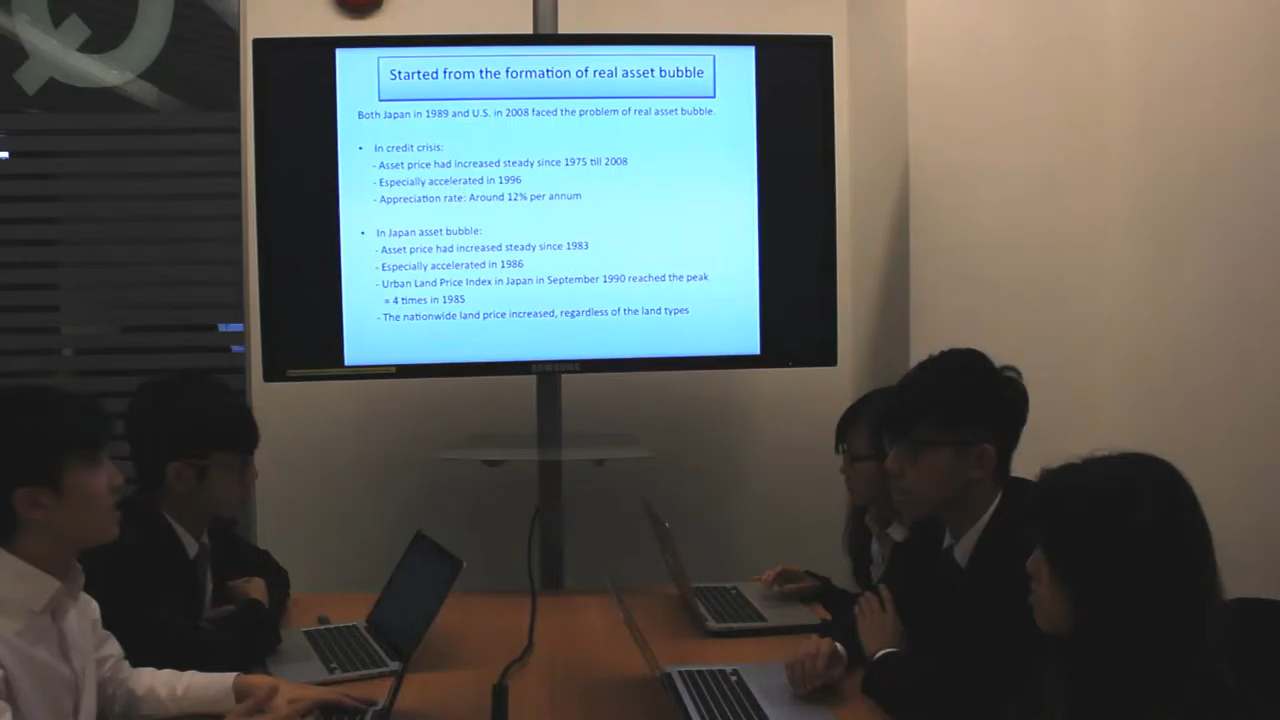 Started from the formation of real asset bubble
Both Japan in 1989 and U.S. in 2008 faced the problem of real asset bubble.
• In credit crisis:
- Asset price had increased steady since 1975 till 2008
- Especially accelerated in 1996
- Appreciation rate: Around 12% per annum
• In Japan asset bubble:
- Asset price had increased steady since 1983
- Especially accelerated in 1986
- Urban Land Price Index in Japan in September 1990 reached the peak
= 4 times in 1985
- The nationwide land price increased, regardless of the land types
SAMSUNG